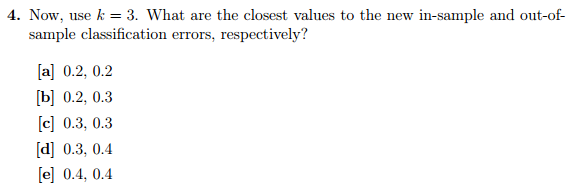 4. Now, use k = 3. What are the closest values to the new in-sample and out-of-
sample classification errors, respectively?
[a] 0.2, 0.2
[b] 0.2, 0.3
[c] 0.3, 0.3
[d] 0.3, 0.4
[e] 0.4, 0.4